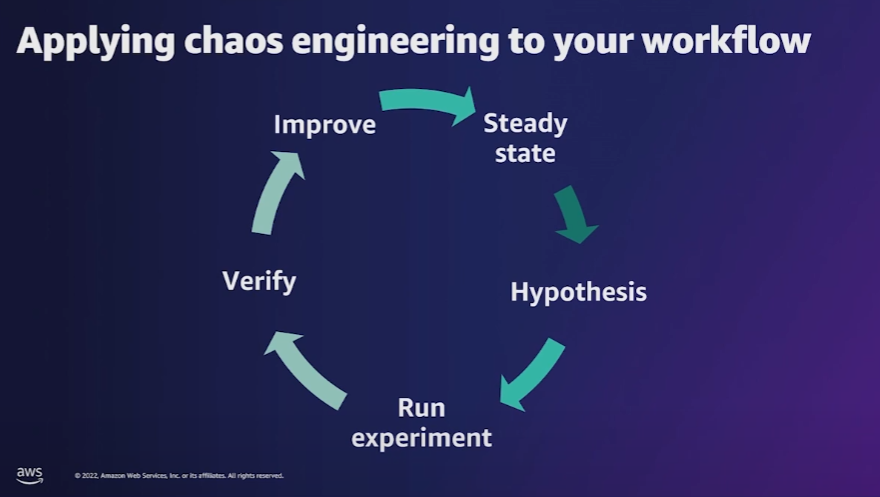 Applying chaos engineering to your workflow
Improve
Steady
state
Verify
Hypothesis
Run
experiment
aws
© 2022, Amazon Web Services, Inc. or its affiliates. All rights reserved.